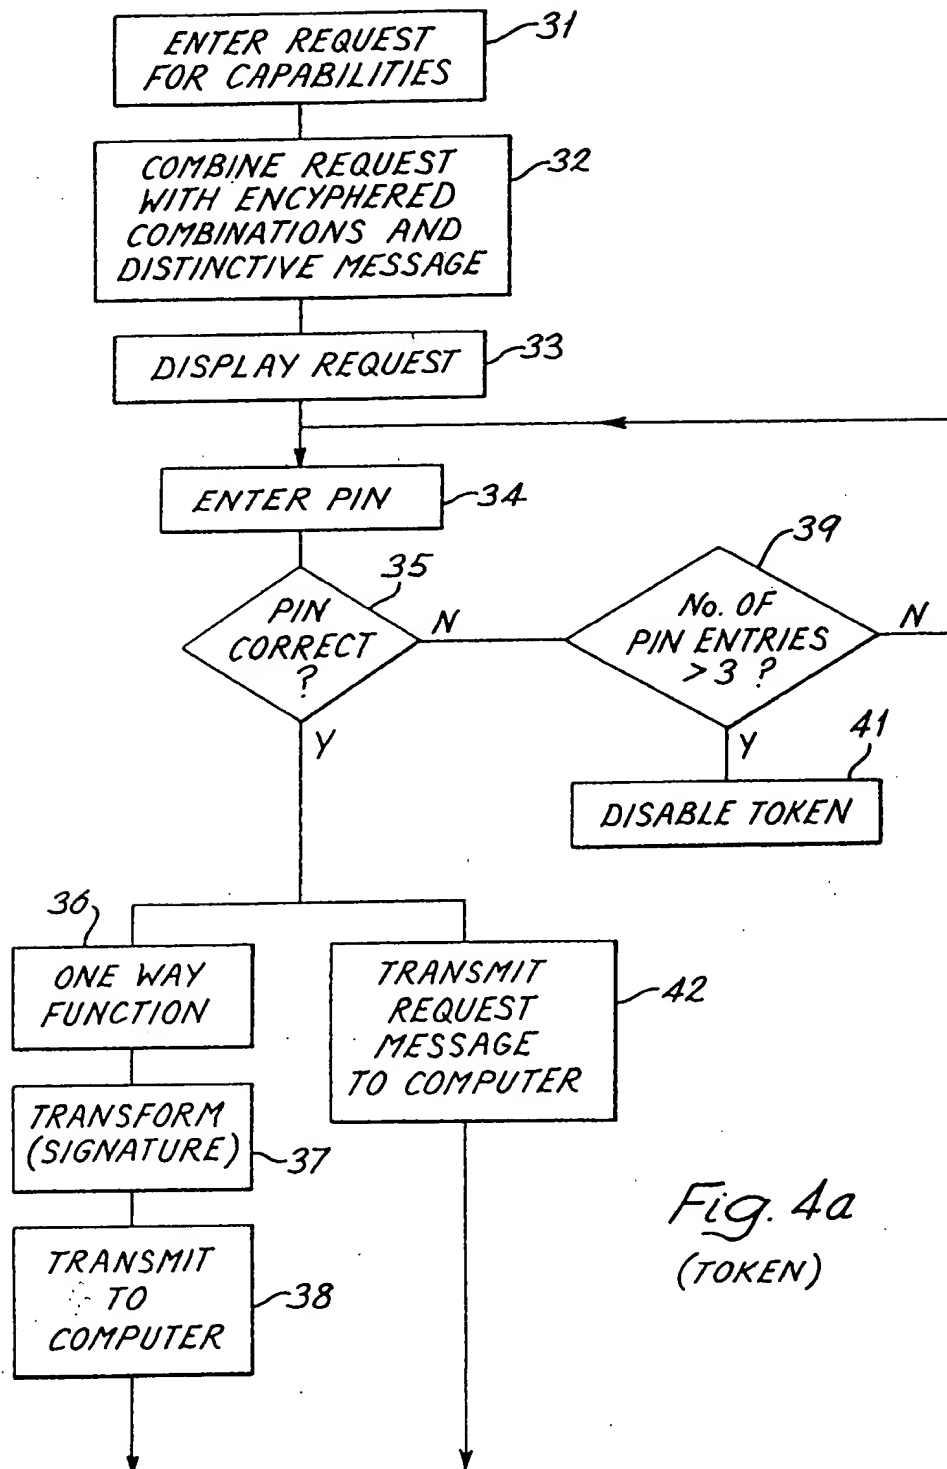 ENTER REQUEST
FOR CAPABILITIES
31
COMBINE REQUEST
WITH ENCYPHERED
COMBINATIONS AND
DISTINCTIVE MESSAGE
32
DISPLAY REQUEST
33
ENTER PIN
34
PIN
CORRECT
?
35
N
Y
No. OF
PIN ENTRIES
> 3 ?
39
N
Y
DISABLE TOKEN
41
36
ONE WAY
FUNCTION
TRANSFORM
(SIGNATURE)
37
TRANSMIT
TO
COMPUTER
38
TRANSMIT
REQUEST
MESSAGE
TO COMPUTER
42
Fig. 4a
(TOKEN)